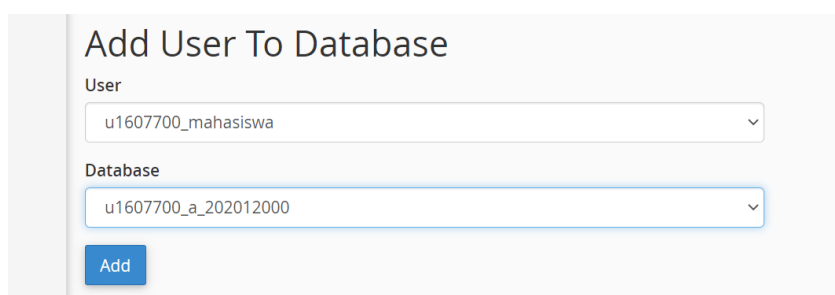 Add User To Database
User
u1607700_mahasiswa
Database
u1607700_a_202012000
Add